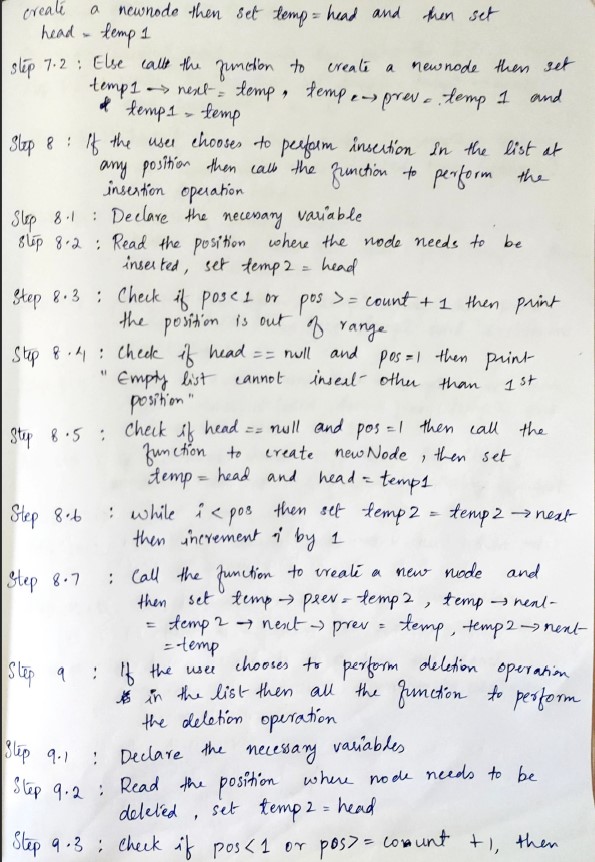 create a newnode then set temp = head and then set
head = temp 1
step 7.2 : Else call the function to create a newnode then set
temp1 → next = temp, temp → prev = temp 1 and
temp1 = temp
Step 8 : If the user chooses to perform insertion in the list at
any position then call the function to perform the
insertion operation
Step 8.1 : Declare the necessary variable
Step 8.2 : Read the position where the node needs to be
inserted, set temp2 = head
Step 8.3 : Check if pos<1 or pos >= count + 1 then print
the position is out of range
Step 8.4 : Check if head == null and pos =1 then print
" Empty list cannot insert other than 1st
position"
Step 8.5 : Check if head == null and pos =1 then call the
function to create newNode, then set
temp = head and head = temp1
Step 8.6 : while i < pos then set temp2 = temp2 → next
then increment i by 1
Step 8.7 : Call the function to create a new node and
then set temp → prev = temp2, temp → next
= temp2 → next → prev = temp, temp2 → next
= temp
Step 9 : If the user chooses to perform deletion operation
in the list then all the function to perform
the deletion operation
Step 9.1 : Declare the necessary variables
Step 9.2 : Read the position where node needs to be
deleted, set temp2 = head
Step 9.3 : Check if pos<1 or pos>= count +1, then